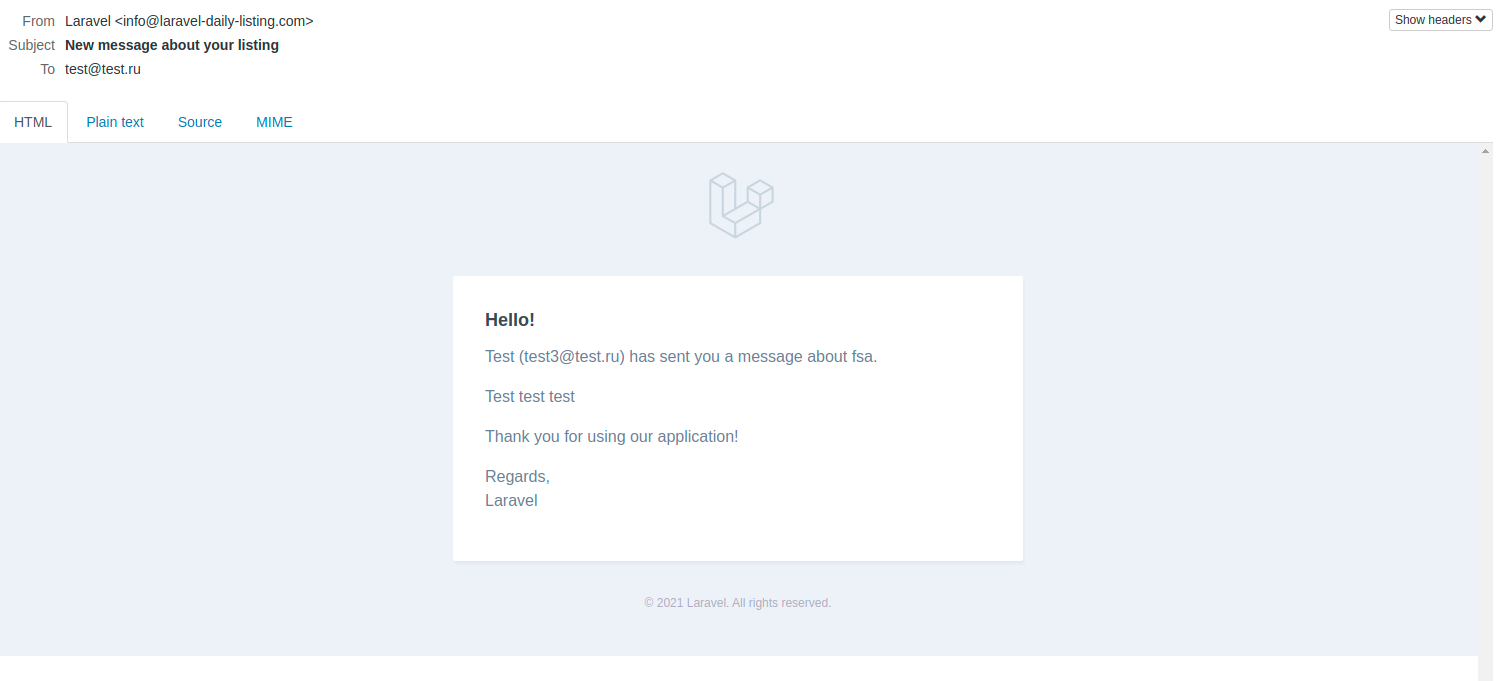 From Laravel <info@laravel-daily-listing.com>
Show headers
Subject New message about your listing
To test@test.ru
HTML Plain text Source MIME
Hello!
Test (test3@test.ru) has sent you a message about fsa.
Test test test
Thank you for using our application!
Regards,
Laravel
© 2021 Laravel. All rights reserved.